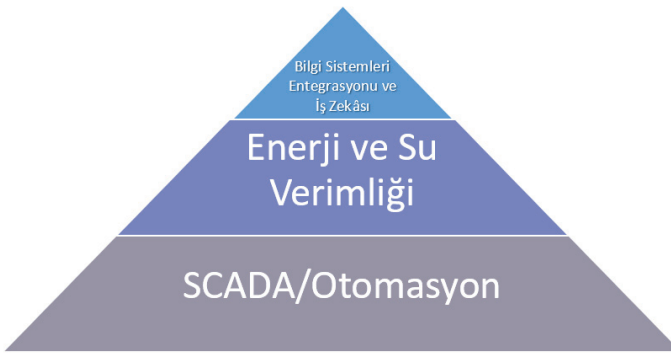 Bilgi Sistemleri
Entegrasyonu ve
İş Zekâsı
Enerji ve Su
Verimliği
SCADA/Otomasyon